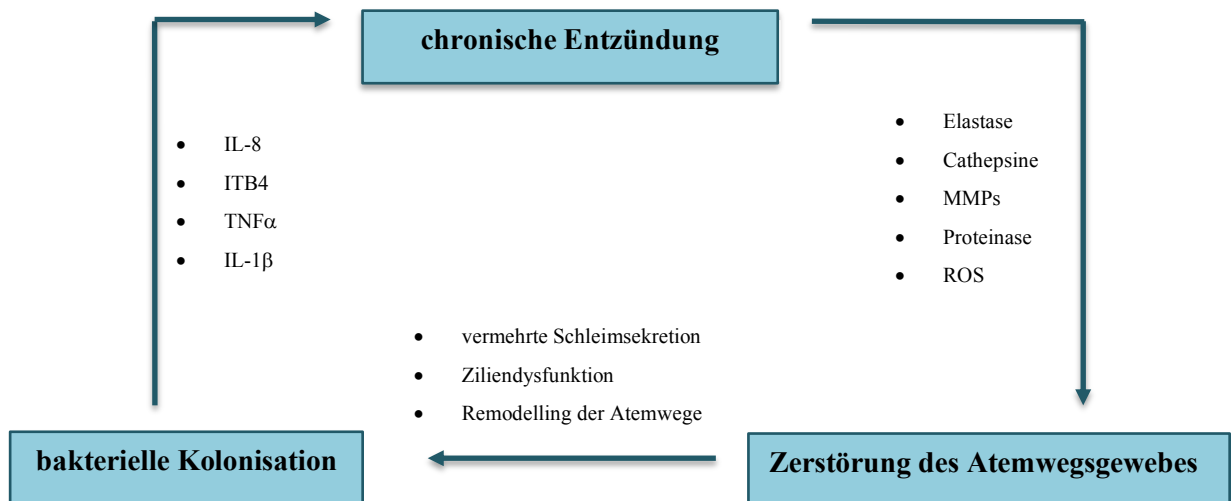 chronische Entzündung
• IL-8
• ITB4
• TNFα
• IL-1β
• Elastase
• Cathepsine
• MMPs
• Proteinase
• ROS
• vermehrte Schleimsekretion
• Ziliendysfunktion
• Remodelling der Atemwege
bakterielle Kolonisation
Zerstörung des Atemwegsgewebes